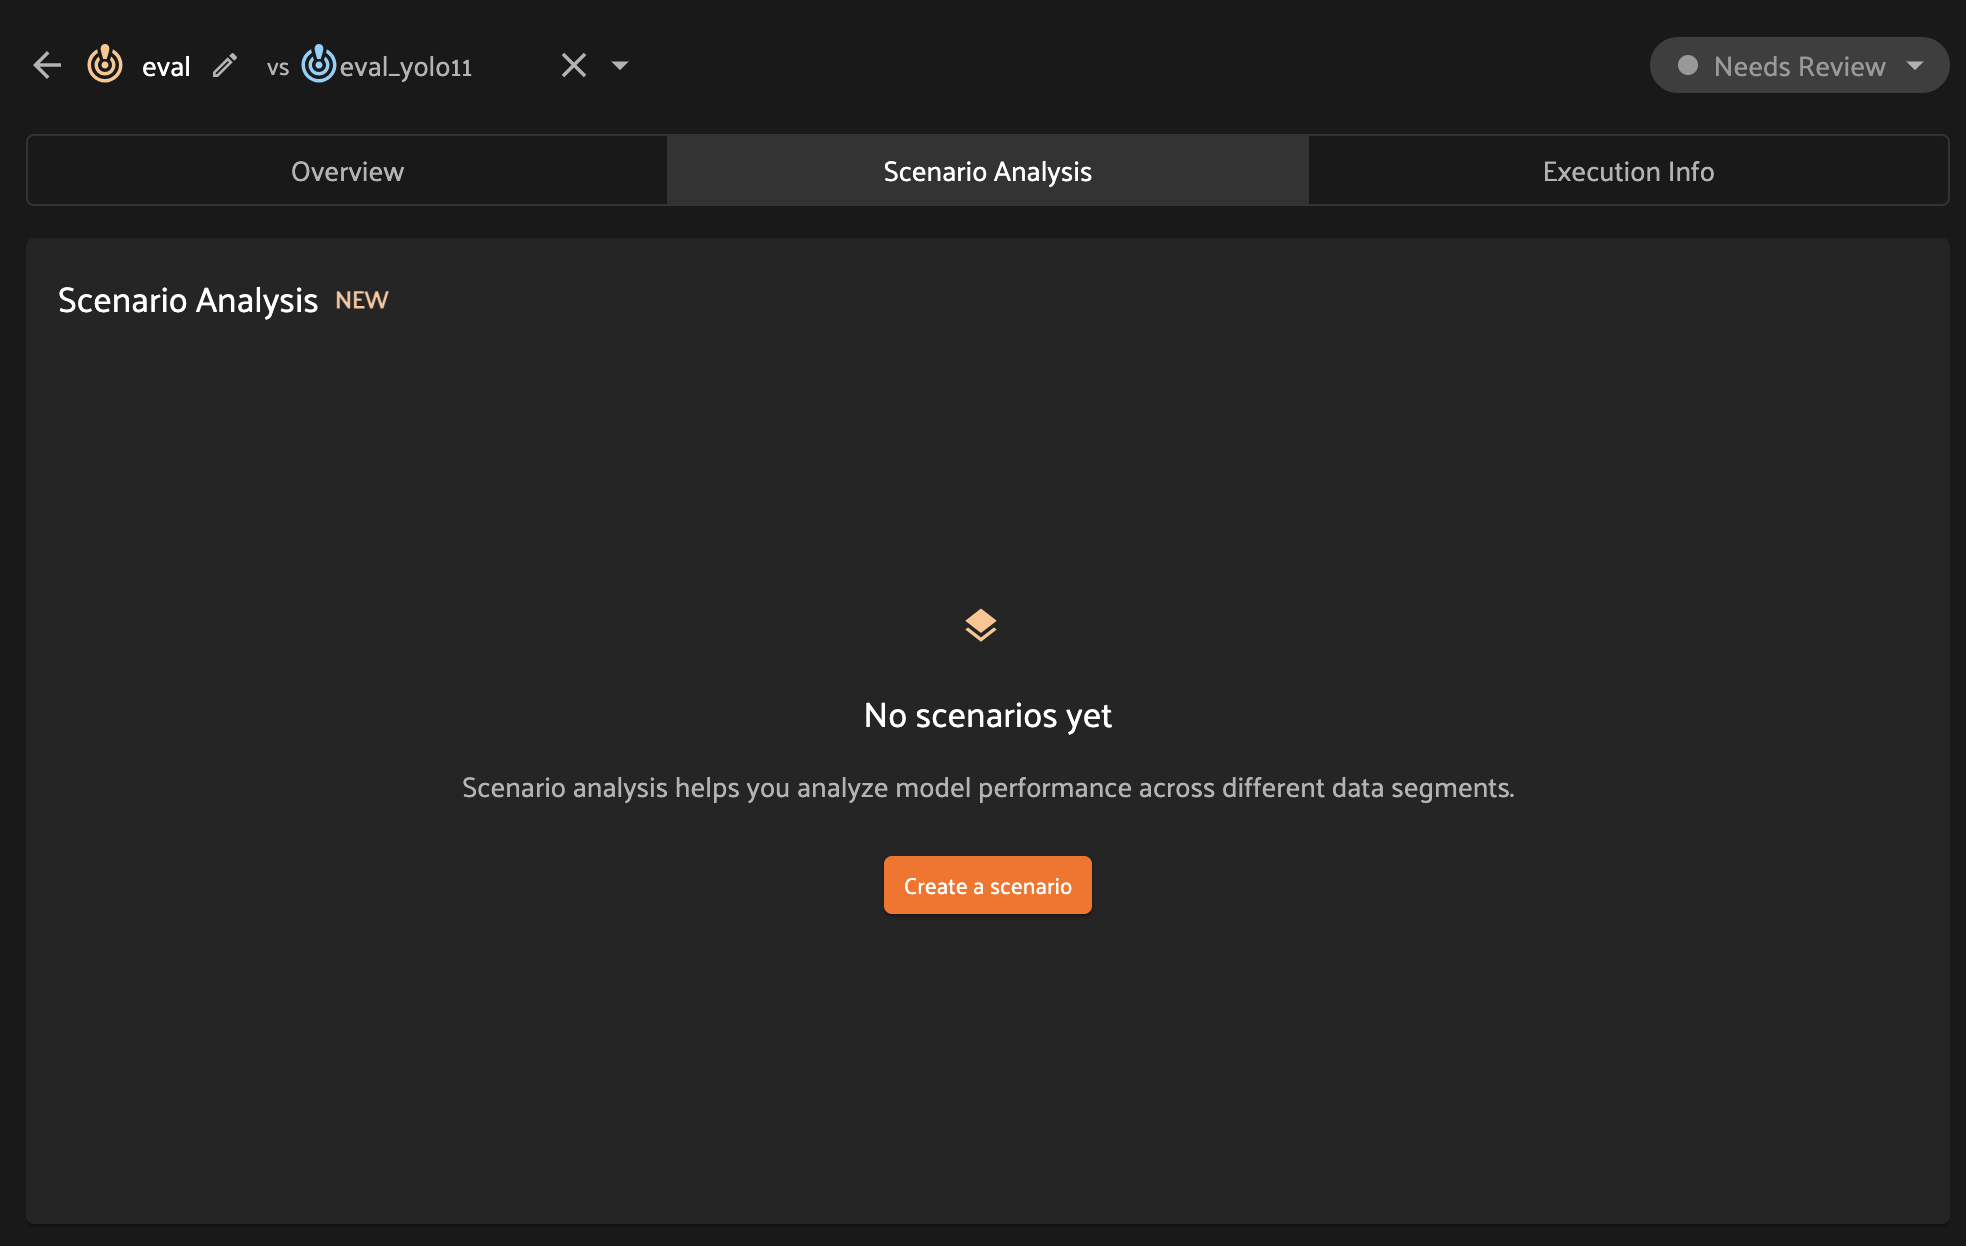 eval vs eval_yolo11 Needs Review
Overview Scenario Analysis Execution Info
Scenario Analysis NEW
No scenarios yet
Scenario analysis helps you analyze model performance across different data segments.
Create a scenario